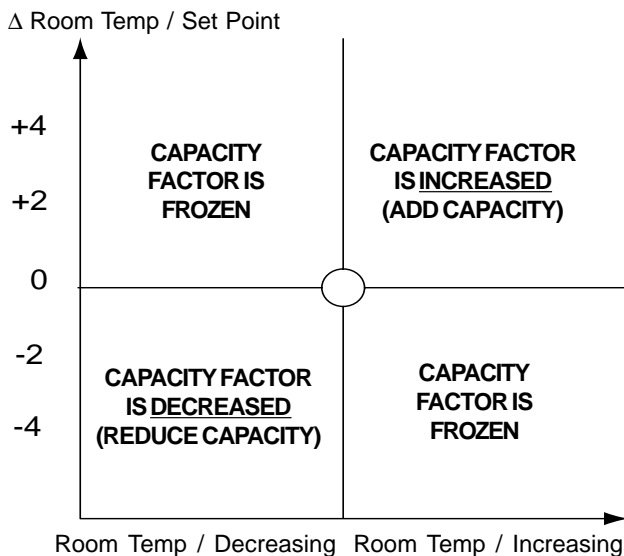 Δ Room Temp / Set Point
+4
+2
0
-2
-4
CAPACITY
FACTOR IS
FROZEN
CAPACITY FACTOR
IS INCREASED
(ADD CAPACITY)
CAPACITY FACTOR
IS DECREASED
(REDUCE CAPACITY)
CAPACITY
FACTOR IS
FROZEN
Room Temp / Decreasing
Room Temp / Increasing